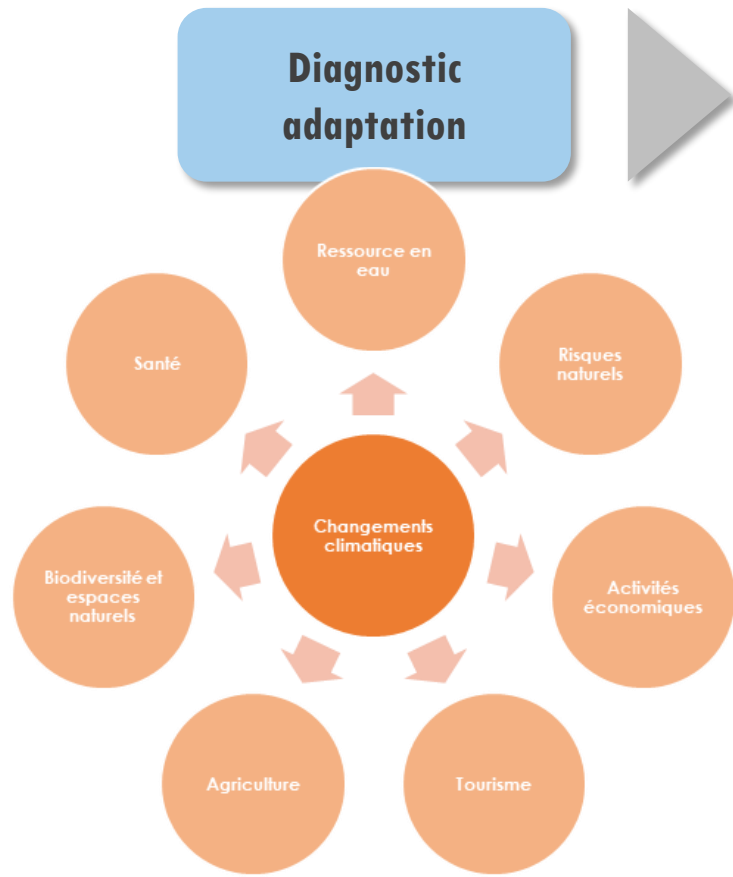 Diagnostic
adaptation
Ressource en
eau
Risques
naturels
Activités
économiques
Tourisme
Agriculture
Biodiversité et
espaces
naturels
Santé
Changements
climatiques